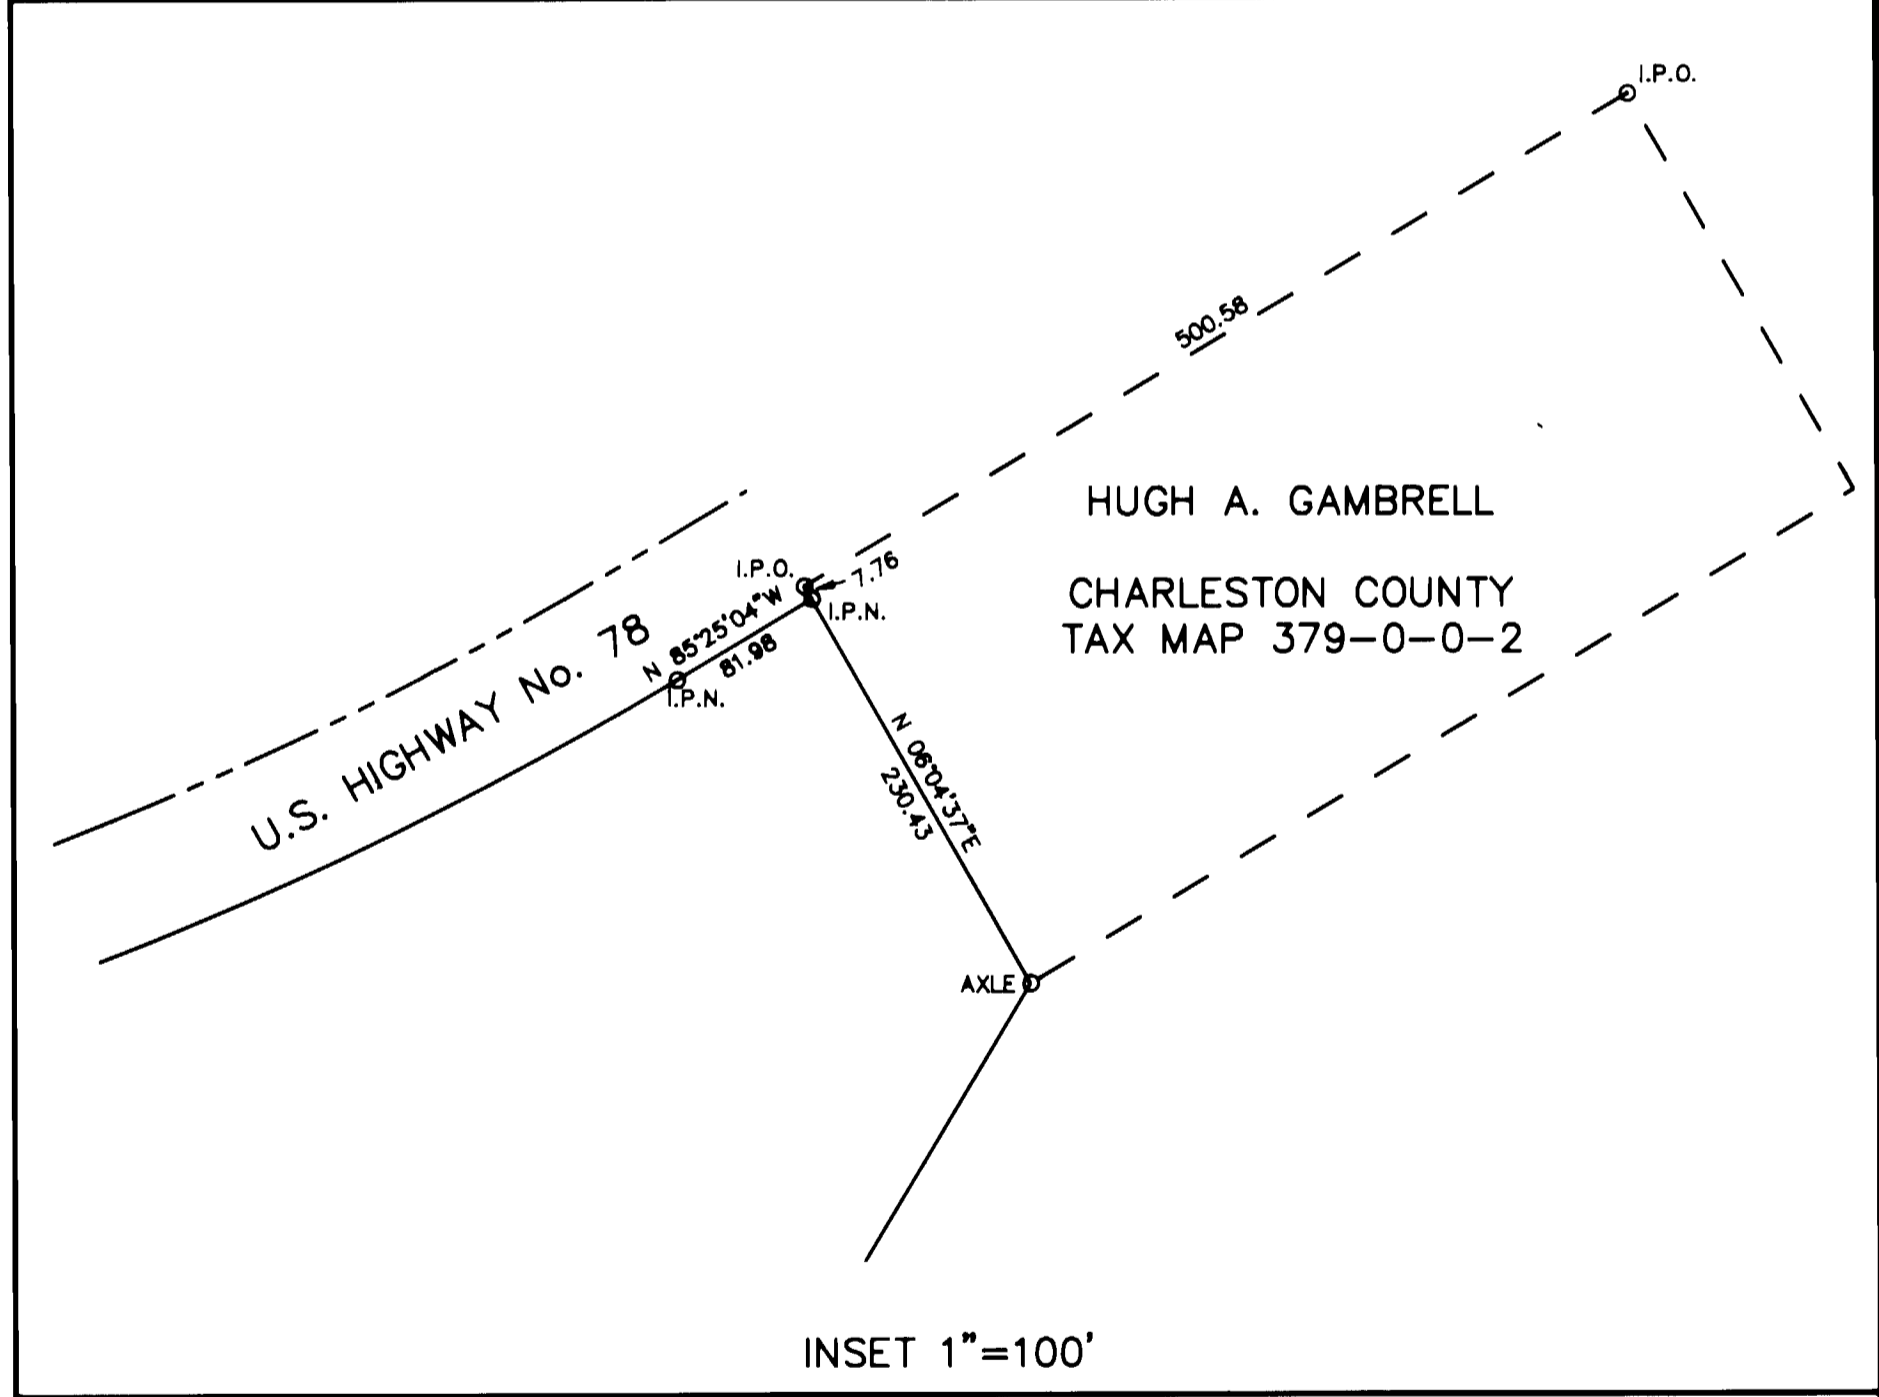 I.P.O.
500.58
HUGH A. GAMBRELL
I.P.O.
7.76
CHARLESTON COUNTY
N 85°25'04"W
I.P.N.
TAX MAP 379-0-0-2
81.98
I.P.N.
U.S. HIGHWAY No. 78
N 06°04'37"E
230.43
AXLE
INSET 1"=100'